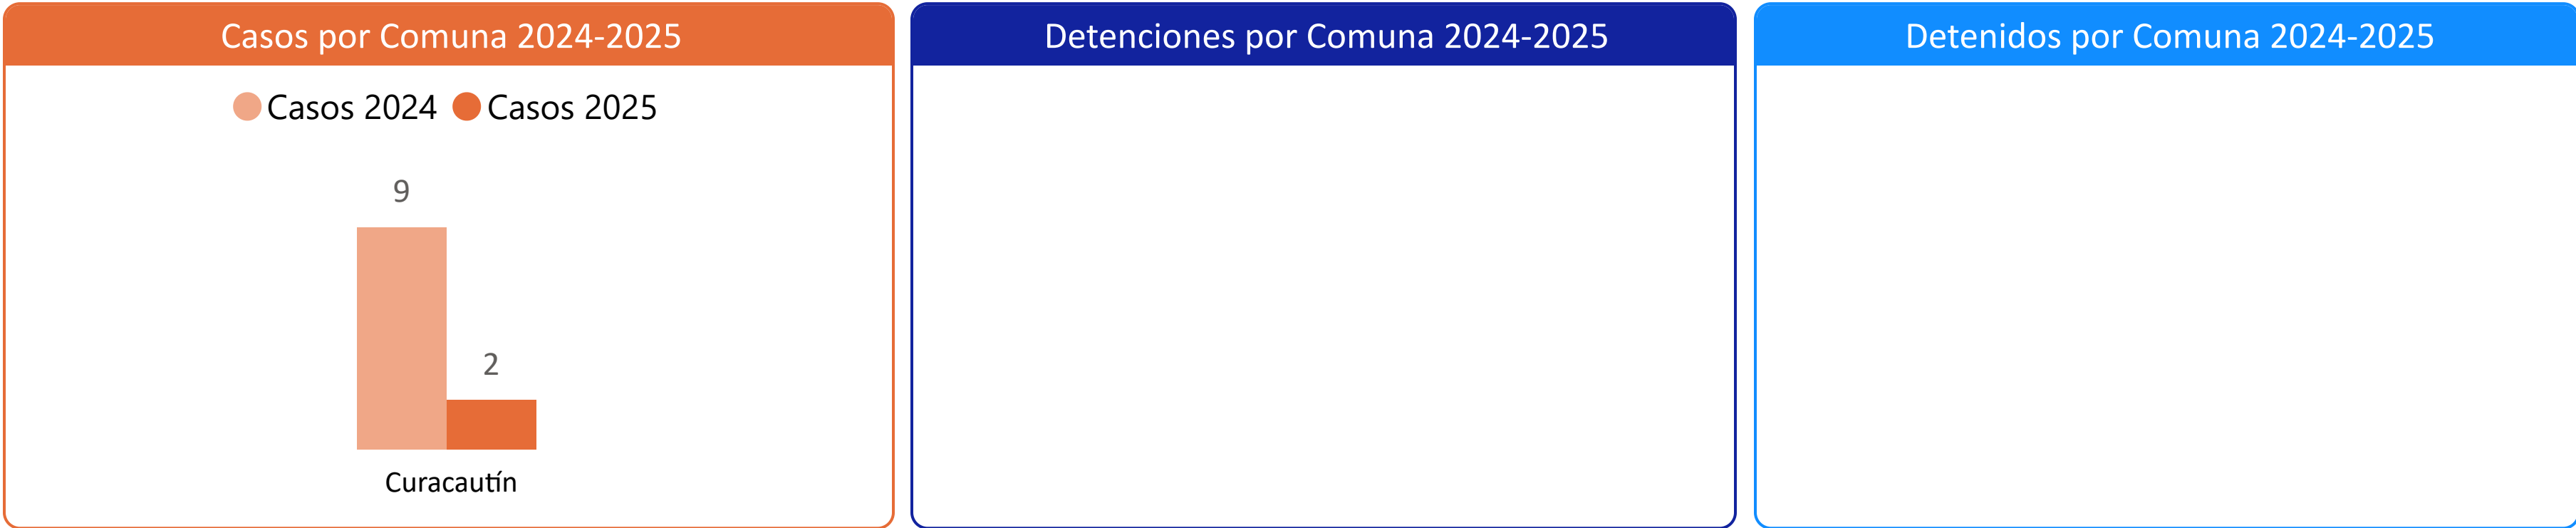 Casos por Comuna 2024-2025
Casos 2024 Casos 2025
9
2
Curacautín
Detenciones por Comuna 2024-2025
Detenidos por Comuna 2024-2025